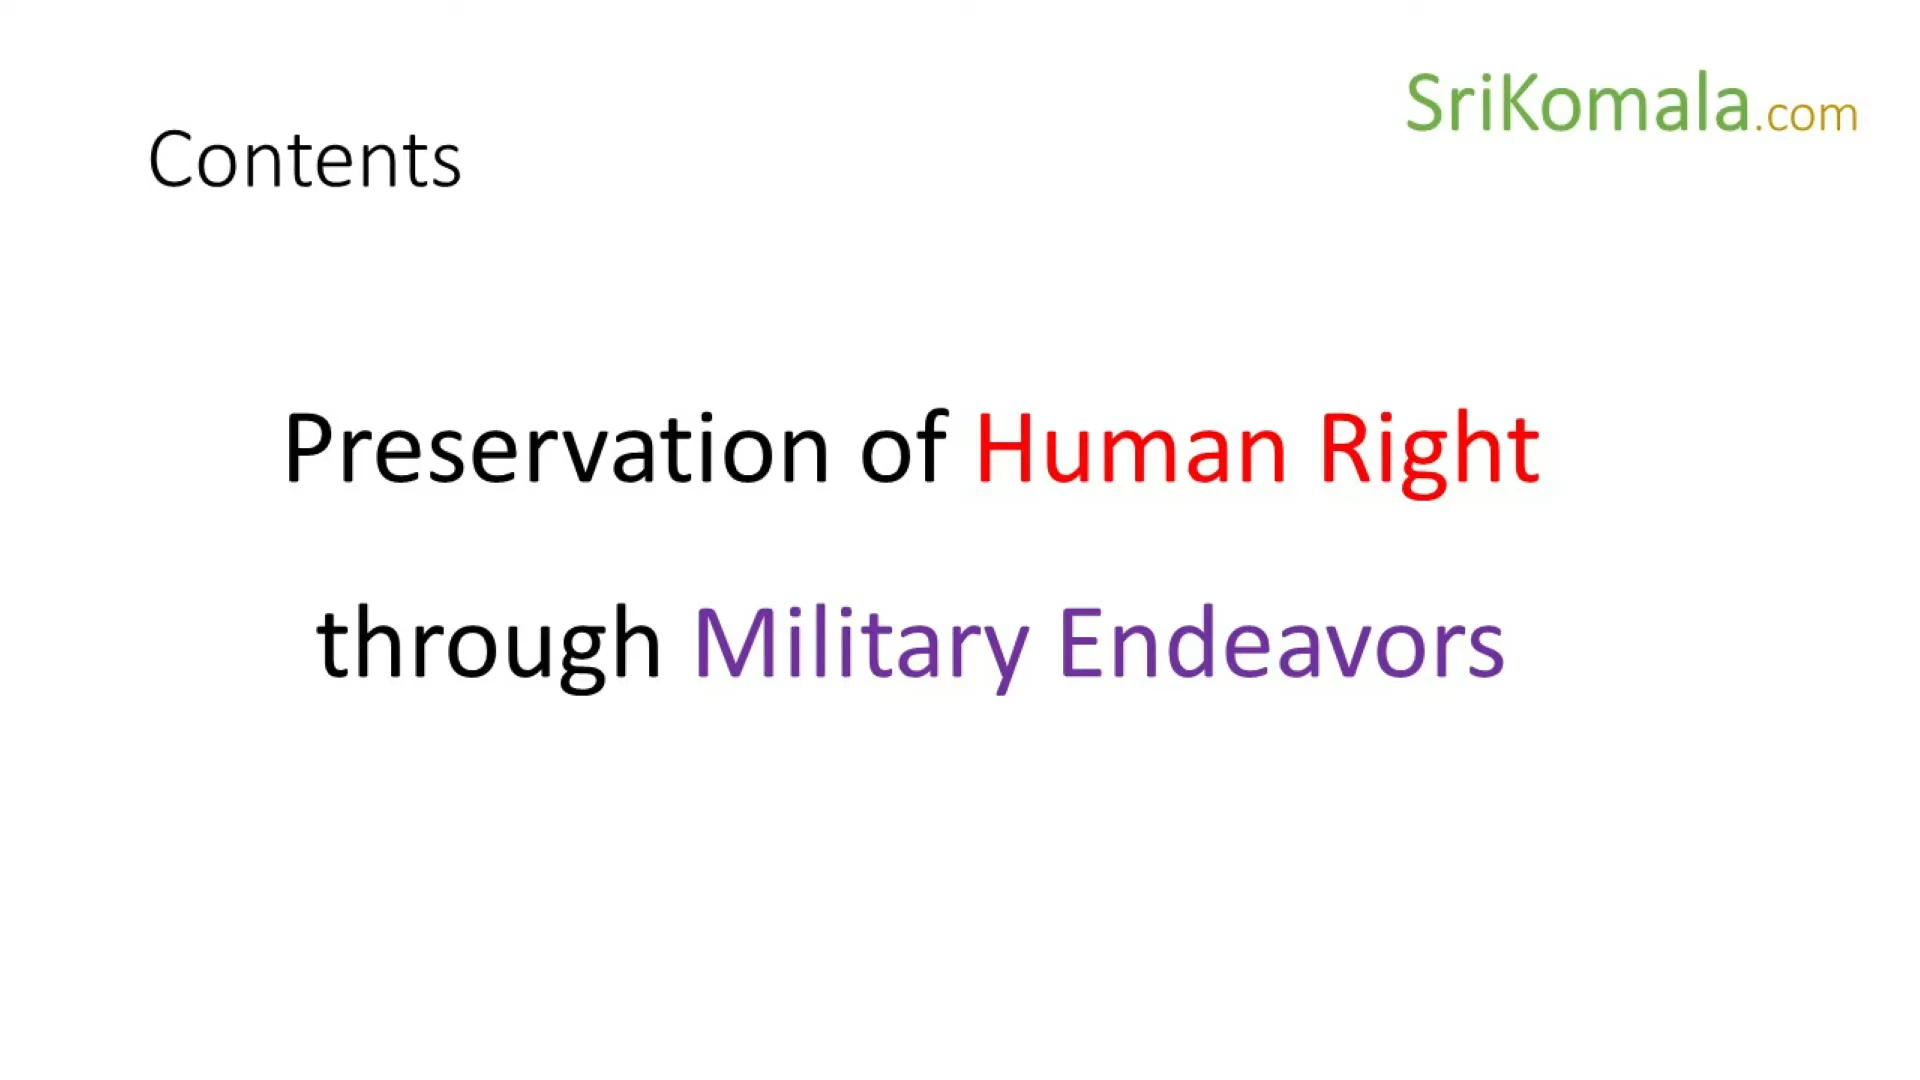 SriKomala.com
Contents
Preservation of Human Right
through Military Endeavors